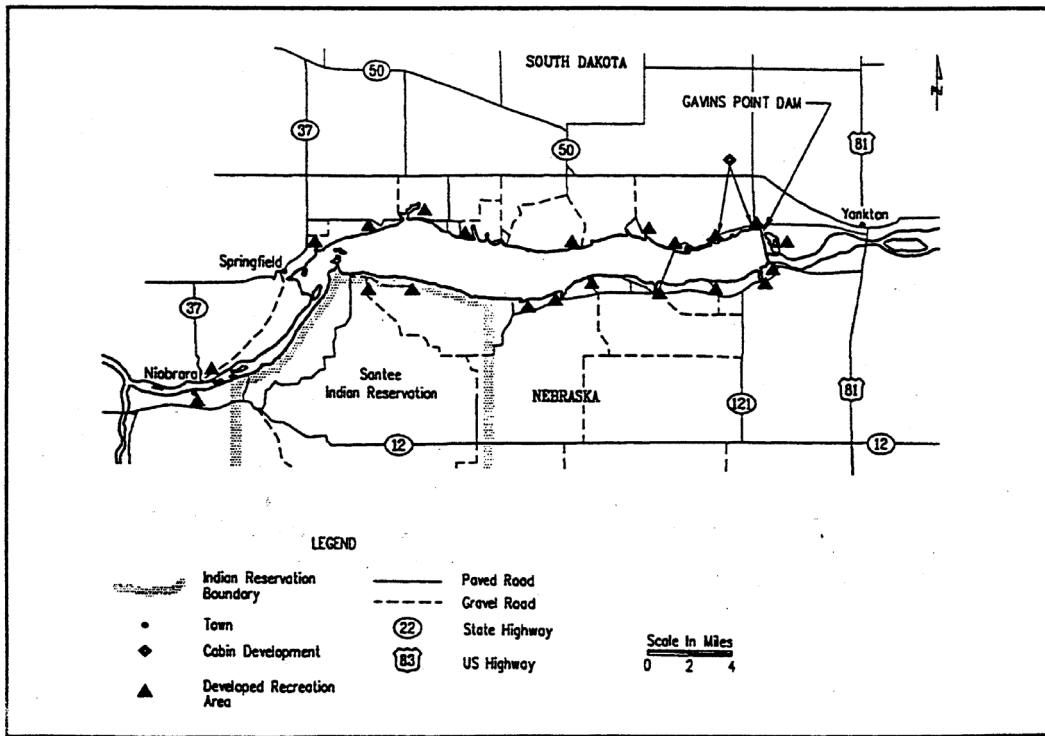 SOUTH DAKOTA
50
N
GAVINS POINT DAM
37
50
81
Yankton
Springfield
37
Niobrara
Santee
Indian Reservation
NEBRASKA
121
81
12
12
LEGEND
Indian Reservation
Boundary
Town
Cabin Development
Developed Recreation
Area
Paved Road
Gravel Road
22
State Highway
83
US Highway
Scale In Miles
0 2 4